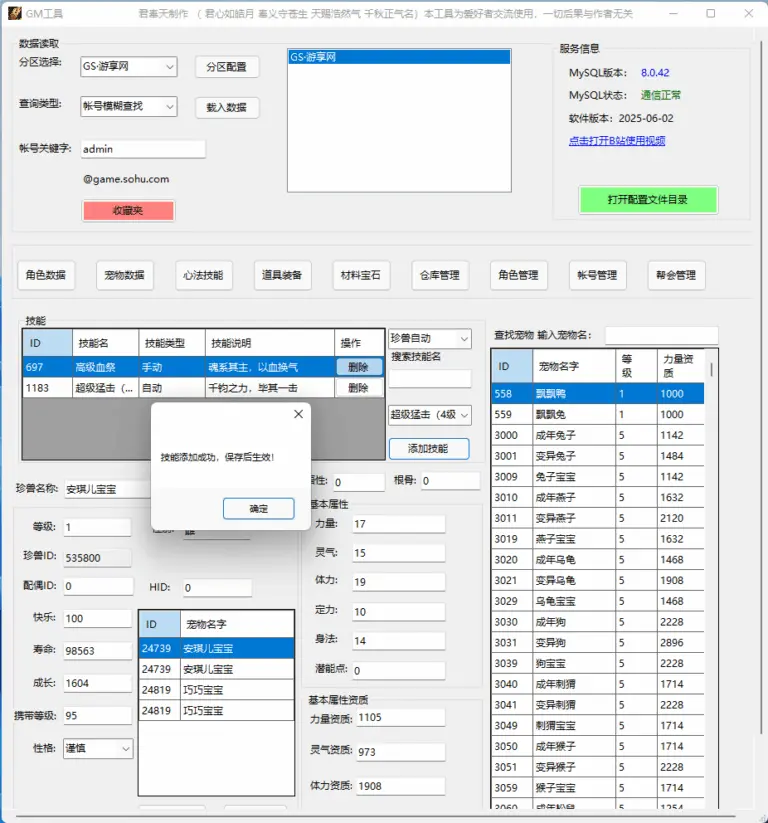 GM工具 君素天制作 （ 君心如皓月 奉义守苍生 天赐浩然气 千秋正气名）本工具为爱好者交流使用，一切后果与作者无关
数据读取
分区选择: GS-游享网 分区配置
查询类型: 帐号模糊查找 载入数据
帐号关键字: admin
@game.sohu.com
收藏夹
GS-游享网
服务信息
MySQL版本: 8.0.42
MySQL状态: 通信正常
软件版本: 2025-06-02
点击打开B站使用视频
打开配置文件目录
角色数据 宠物数据 心法技能 道具装备 材料宝石 仓库管理 角色管理 帐号管理 帮会管理
技能
ID 技能名 技能类型 技能说明 操作
697 高级血祭 手动 魂系其主，以血换气 删除
1183 超级猛击（... 自动 千钧之力，毕其一击 删除
珍兽自动
搜索技能名
超级猛击（4级
添加技能
技能添加成功，保存后生效！
确定
珍兽名称: 安琪儿宝宝 0 根骨: 0
等级: 1
珍兽ID: 535800
配偶ID: 0 HID: 0
快乐: 100
寿命: 98563
成长: 1604
携带等级: 95
性格: 谨慎
ID 宠物名字
24739 安琪儿宝宝
24739 安琪儿宝宝
24819 巧巧宝宝
24819 巧巧宝宝
基本属性
力量: 17
灵气: 15
体力: 19
定力: 10
身法: 14
潜能点: 0
基本属性资质
力量资质: 1105
灵气资质: 973
体力资质: 1908
查找宠物 输入宠物名:
ID 宠物名字 等级 力量资质
558 飘飘鸭 1 1000
559 飘飘兔 1 1000
3000 成年兔子 5 1142
3001 变异兔子 5 1484
3009 兔子宝宝 5 1142
3010 成年燕子 5 1632
3011 变异燕子 5 2120
3019 燕子宝宝 5 1632
3020 成年乌龟 5 1468
3021 变异乌龟 5 1908
3029 乌龟宝宝 5 1468
3030 成年狗 5 2228
3031 变异狗 5 2896
3039 狗宝宝 5 2228
3040 成年刺猬 5 1714
3041 变异刺猬 5 2228
3049 刺猬宝宝 5 1714
3050 成年猴子 5 1714
3051 变异猴子 5 2228
3059 猴子宝宝 5 1714
3060 成年松鼠 5 1254